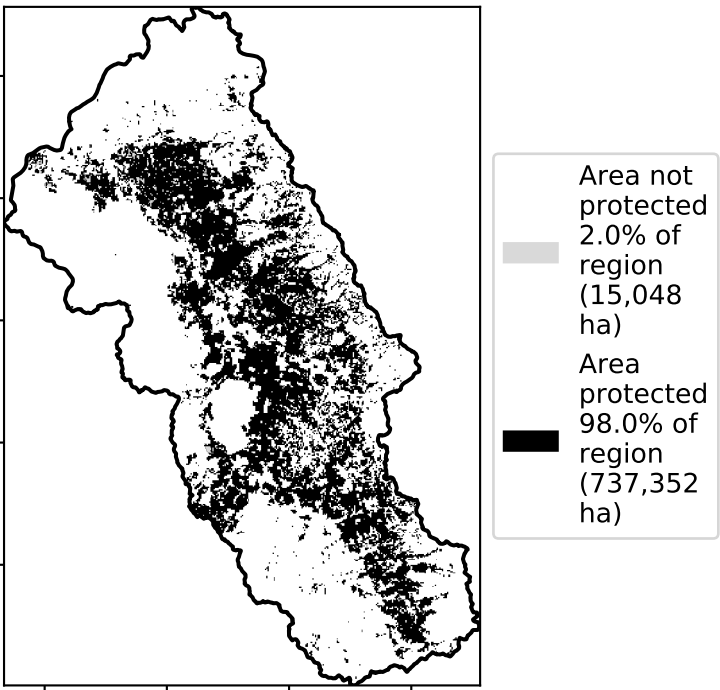 Area not
protected
2.0% of
region
(15,048
ha)
Area
protected
98.0% of
region
(737,352
ha)